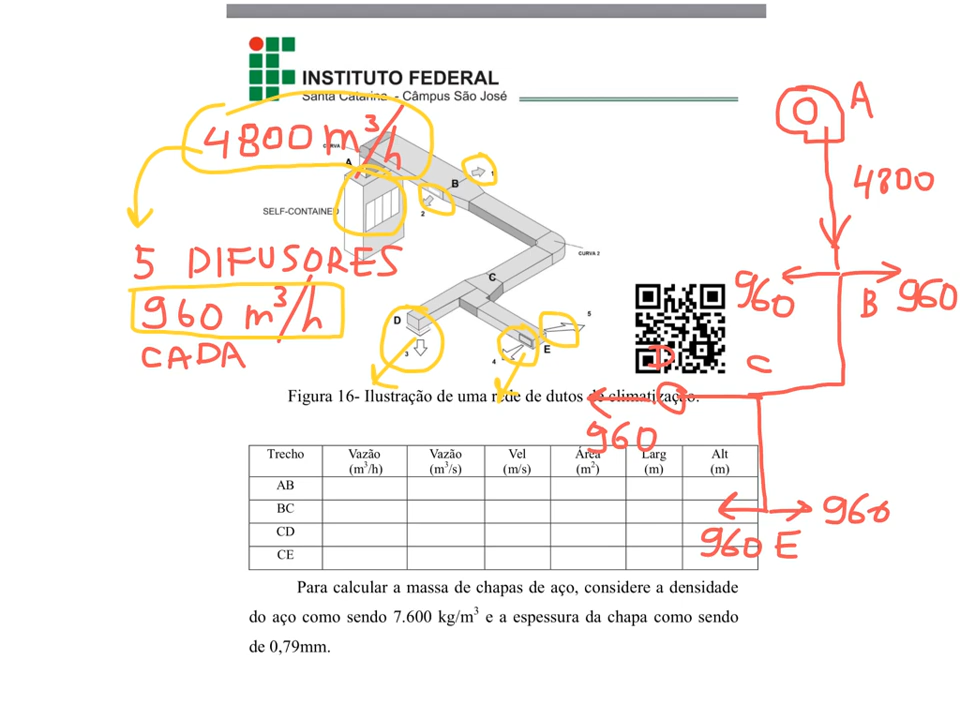 INSTITUTO FEDERAL
Santa Catarina - Câmpus São José
4800 m³/h
CURVA
A
B
1
2
SELF-CONTAINED
CURVA 2
5 DIFUSORES
960 m³/h
CADA
C
D
3
4
5
E
A
4800
960
B
960
D
C
960
960
960 E
Figura 16- Ilustração de uma rede de dutos de climatização.
Trecho Vazão (m³/h) Vazão (m³/s) Vel (m/s) Área (m²) Larg (m) Alt (m)
AB
BC
CD
CE
Para calcular a massa de chapas de aço, considere a densidade
do aço como sendo 7.600 kg/m³ e a espessura da chapa como sendo
de 0,79mm.